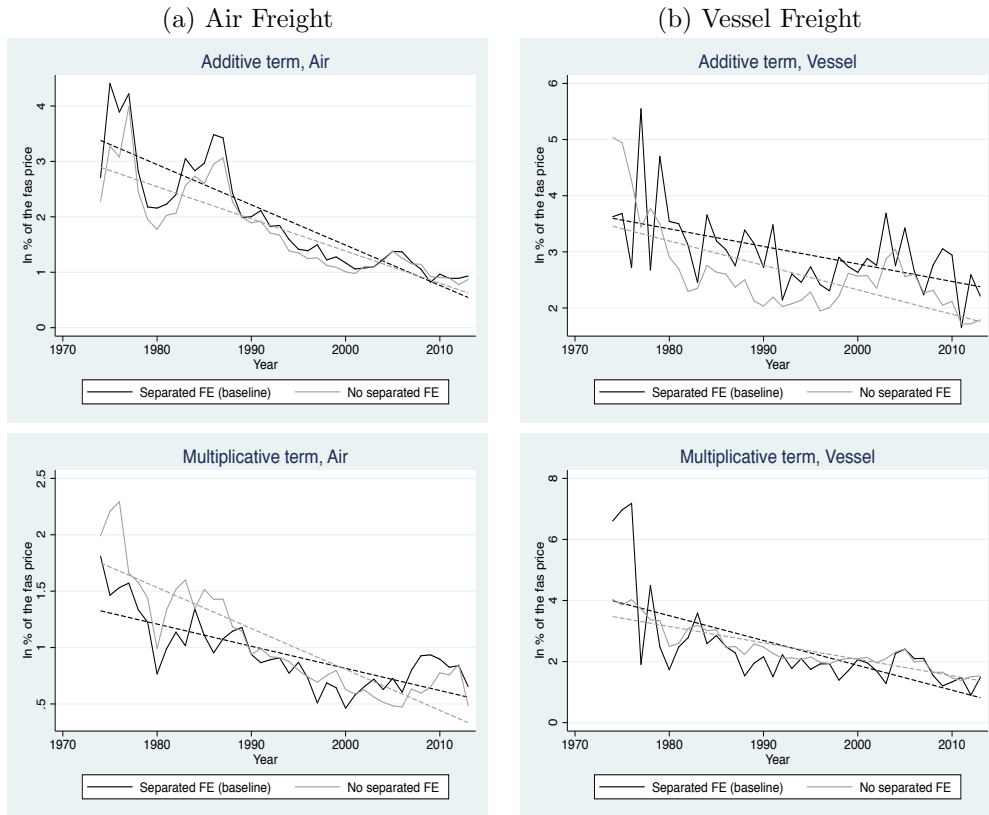 (a) Air Freight
(b) Vessel Freight
Additive term, Air
In % of the fas price
4
3
2
1
0
1970 1980 1990 2000 2010
Year
Separated FE (baseline) No separated FE
Additive term, Vessel
In % of the fas price
6
5
4
3
2
1970 1980 1990 2000 2010
Year
Separated FE (baseline) No separated FE
Multiplicative term, Air
In % of the fas price
2.5
2
1.5
1
.5
1970 1980 1990 2000 2010
Year
Separated FE (baseline) No separated FE
Multiplicative term, Vessel
In % of the fas price
8
6
4
2
0
1970 1980 1990 2000 2010
Year
Separated FE (baseline) No separated FE